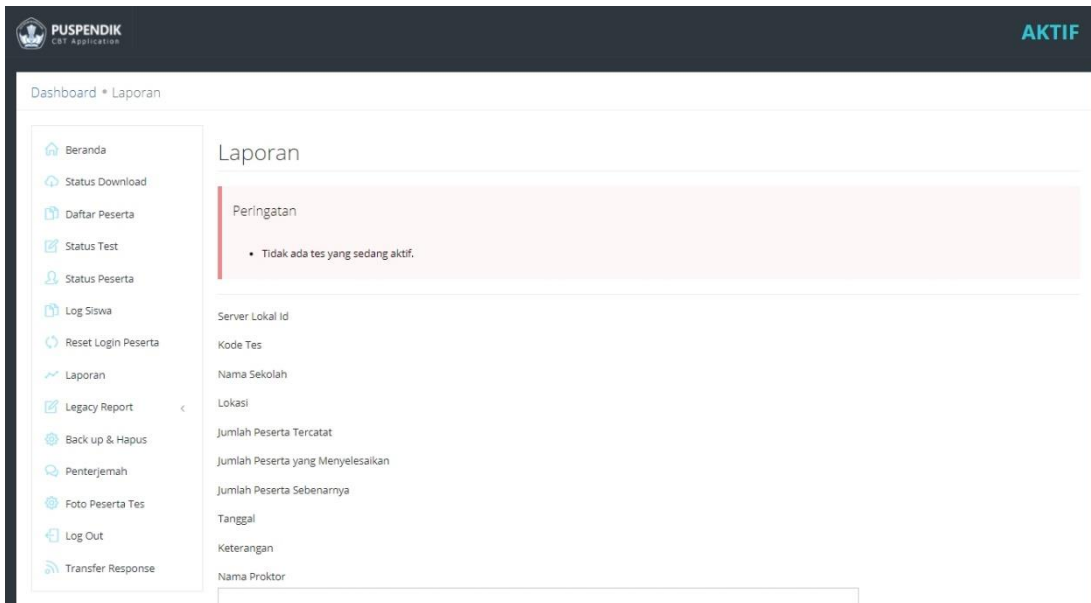 PUSPENDIK
CBT Application
AKTIF
Dashboard • Laporan
Beranda
Status Download
Daftar Peserta
Status Test
Status Peserta
Log Siswa
Reset Login Peserta
Laporan
Legacy Report <
Back up & Hapus
Penterjemah
Foto Peserta Tes
Log Out
Transfer Response
Laporan
Peringatan
• Tidak ada tes yang sedang aktif.
Server Lokal Id
Kode Tes
Nama Sekolah
Lokasi
Jumlah Peserta Tercatat
Jumlah Peserta yang Menyelesaikan
Jumlah Peserta Sebenarnya
Tanggal
Keterangan
Nama Proktor